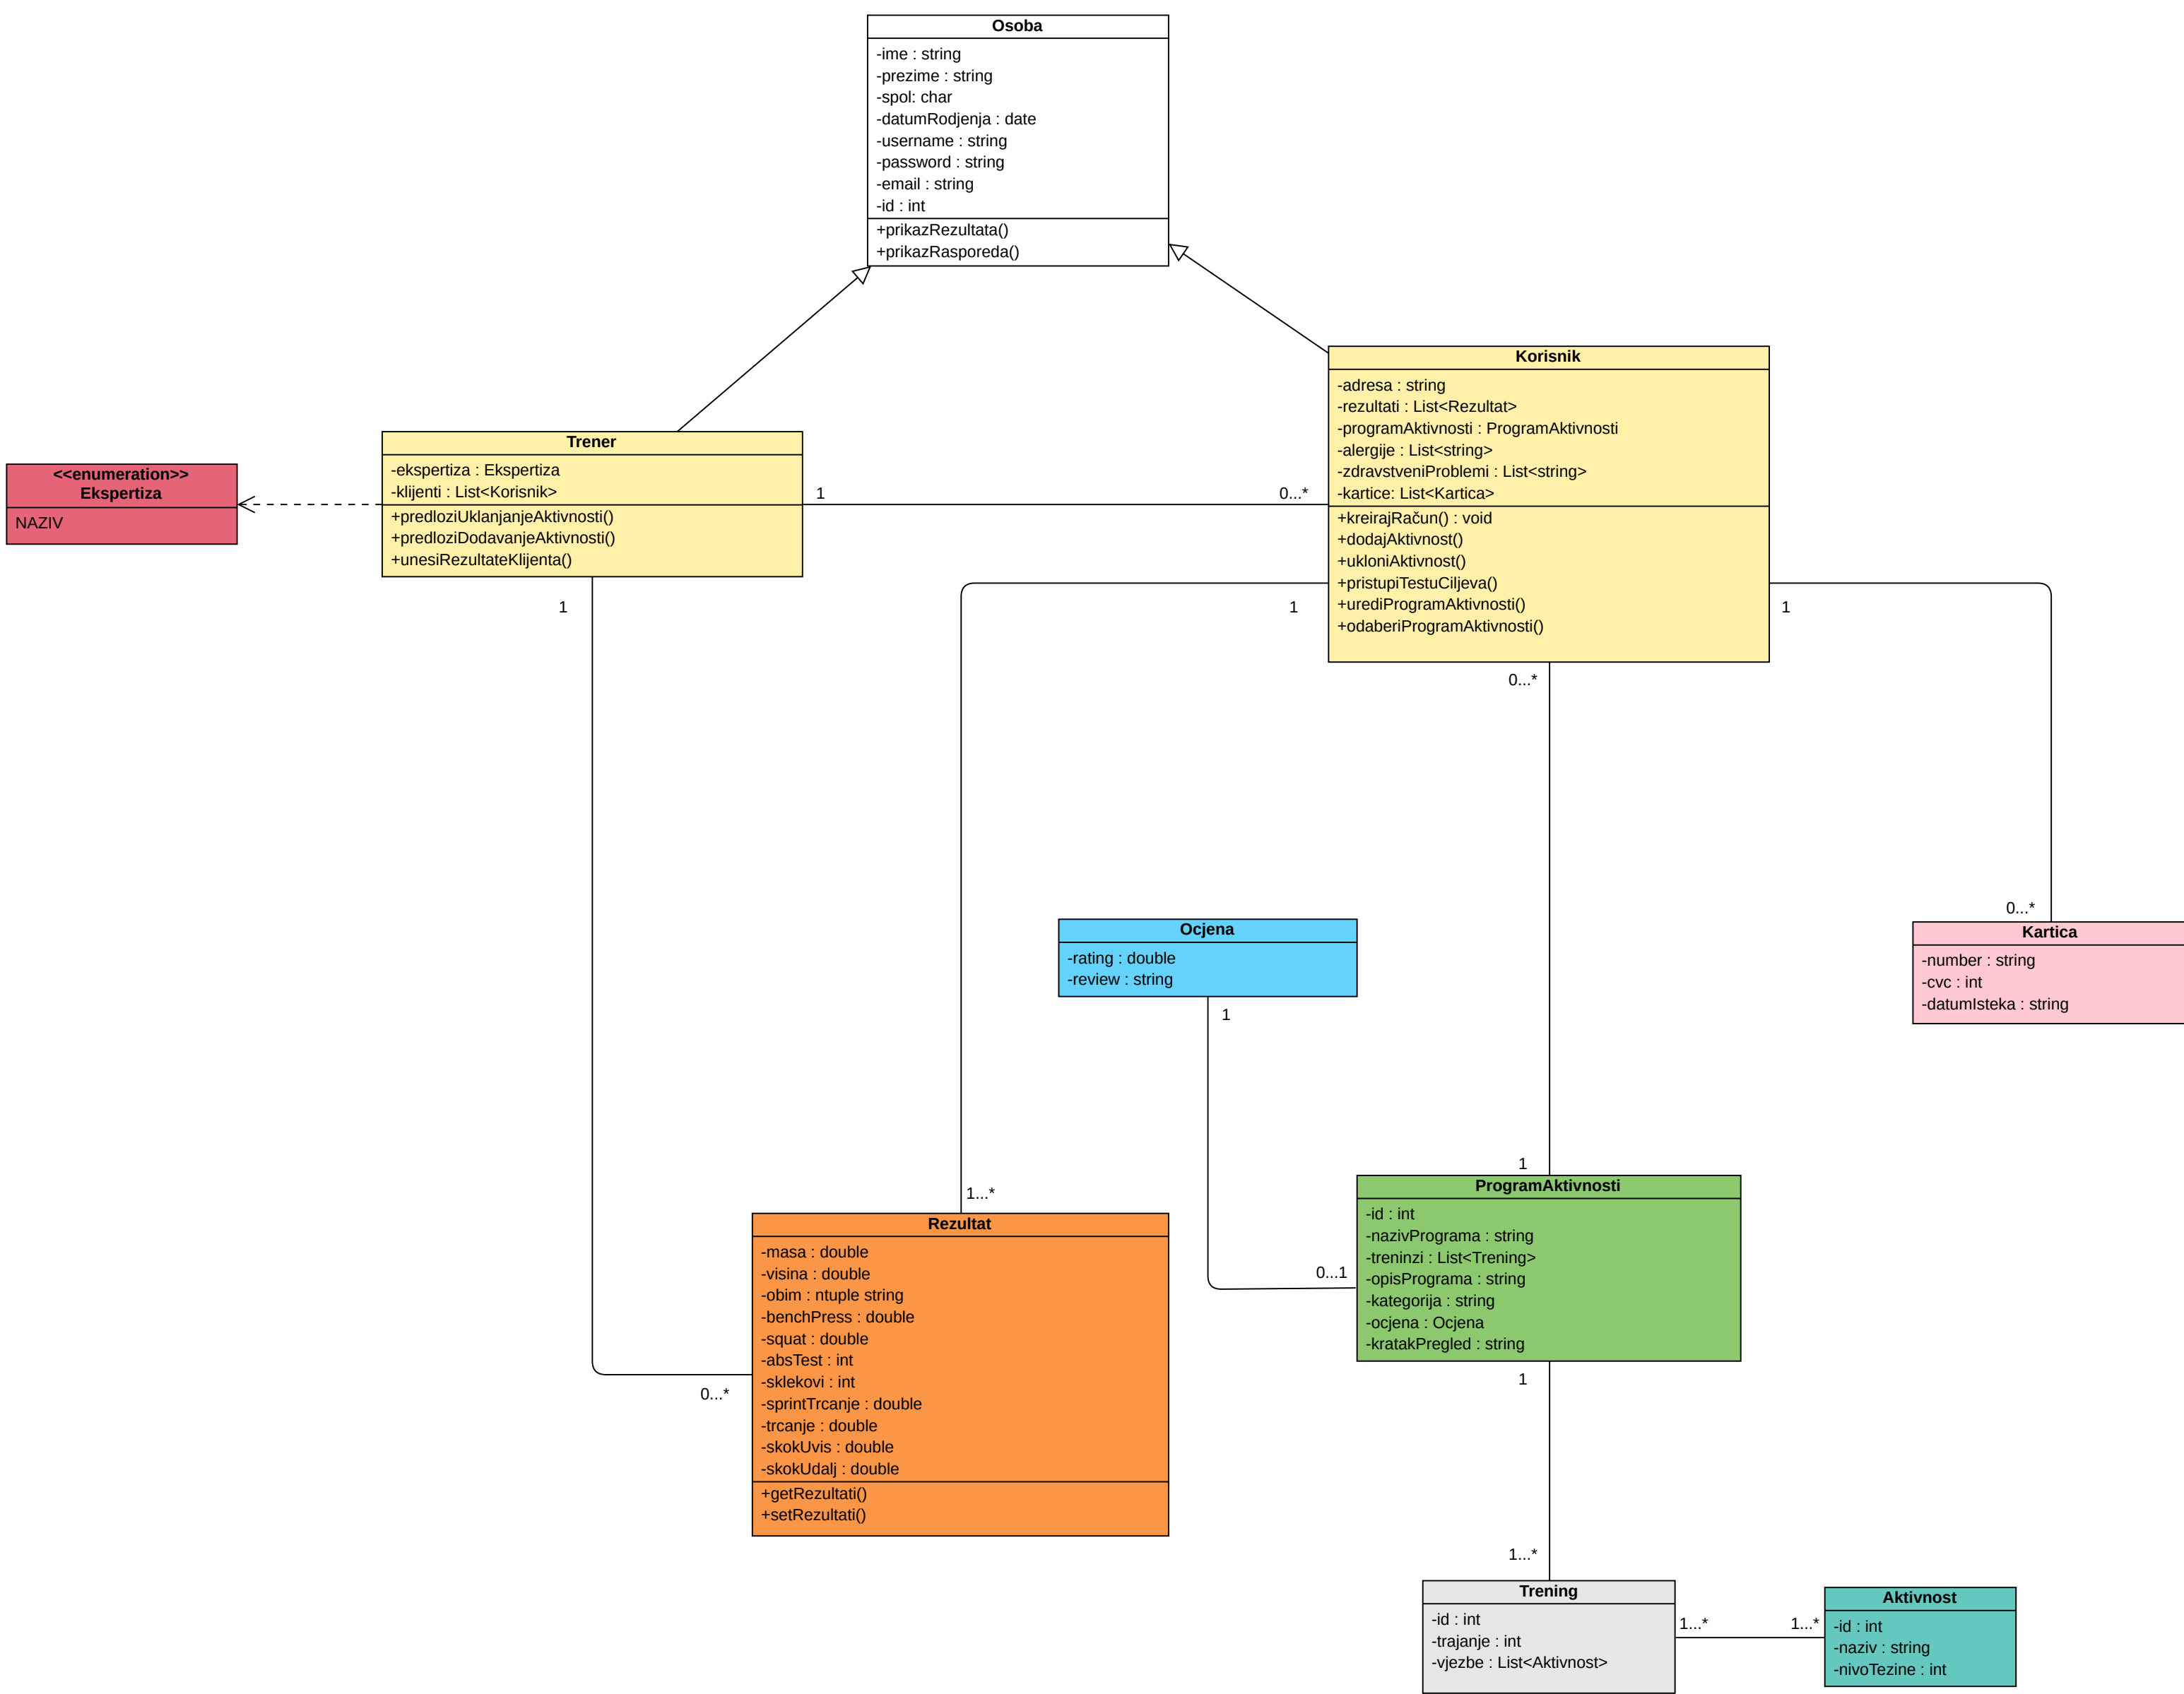 Osoba
-ime : string
-prezime : string
-spol: char
-datumRodjenja : date
-username : string
-password : string
-email : string
-id : int
+prikazRezultata()
+prikazRasporeda()
Korisnik
-adresa : string
-rezultati : List<Rezultat>
-programAktivnosti : ProgramAktivnosti
-alergije : List<string>
-zdravstveniProblemi : List<string>
-kartice: List<Kartica>
+kreirajRačun() : void
+dodajAktivnost()
+ukloniAktivnost()
+pristupiTestuCiljeva()
+urediProgramAktivnosti()
+odaberiProgramAktivnosti()
Trener
-ekspertiza : Ekspertiza
-klijenti : List<Korisnik>
+predloziUklanjanjeAktivnosti()
+predloziDodavanjeAktivnosti()
+unesiRezultateKlijenta()
<<enumeration>>
Ekspertiza
NAZIV
1
0...*
1
1
1
0...*
0...*
Ocjena
-rating : double
-review : string
1
Kartica
-number : string
-cvc : int
-datumIsteka : string
1
1...*
0...1
ProgramAktivnosti
-id : int
-nazivPrograma : string
-treninzi : List<Trening>
-opisPrograma : string
-kategorija : string
-ocjena : Ocjena
-kratakPregled : string
Rezultat
-masa : double
-visina : double
-obim : ntuple string
-benchPress : double
-squat : double
-absTest : int
-sklekovi : int
-sprintTrcanje : double
-trcanje : double
-skokUvis : double
-skokUdalj : double
+getRezultati()
+setRezultati()
0...*
1
1...*
Trening
-id : int
-trajanje : int
-vjezbe : List<Aktivnost>
1...*
1...*
Aktivnost
-id : int
-naziv : string
-nivoTezine : int